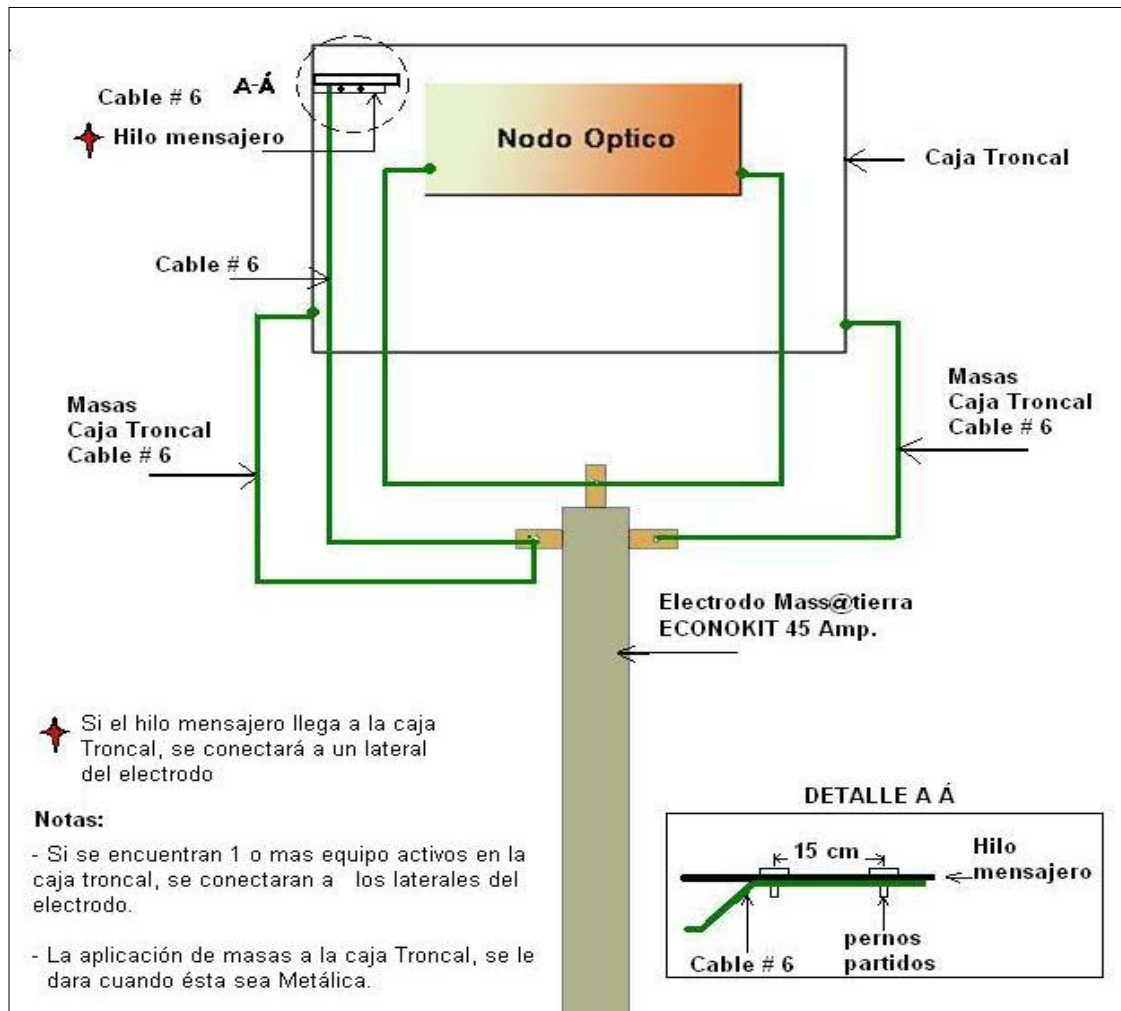 Cable # 6
A-Á
Hilo mensajero
Nodo Optico
Caja Troncal
Cable # 6
Masas
Caja Troncal
Cable # 6
Masas
Caja Troncal
Cable # 6
Electrodo Mass@tierra
ECONOKIT 45 Amp.
Si el hilo mensajero llega a la caja
Troncal, se conectará a un lateral
del electrodo
Notas:
- Si se encuentran 1 o mas equipo activos en la
caja troncal, se conectaran a los laterales del
electrodo.
- La aplicación de masas a la caja Troncal, se le
dara cuando ésta sea Metálica.
DETALLE A Á
15 cm
Hilo
mensajero
Cable # 6
pernos
partidos